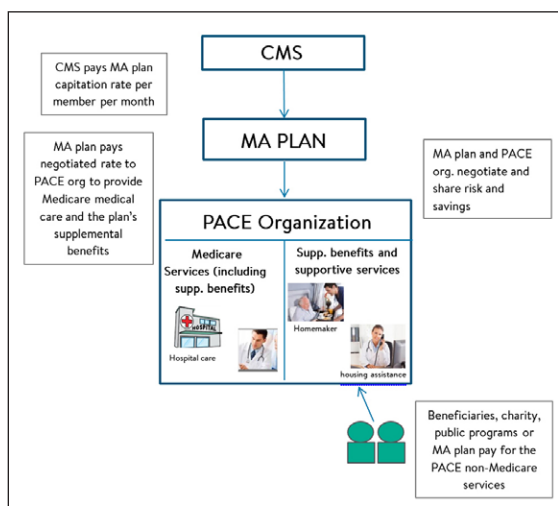 CMS
CMS pays MA plan
capitation rate per
member per month
MA PLAN
MA plan pays
negotiated rate to
PACE org to provide
Medicare medical
care and the plan's
supplemental
benefits
MA plan and PACE
org. negotiate and
share risk and
savings
PACE Organization
Medicare
Services (including
supp. benefits)
HOSPITAL
Hospital care
Supp. benefits and
supportive services
Homemaker
housing assistance
Beneficiaries, charity,
public programs or
MA plan pay for the
PACE non-Medicare
services